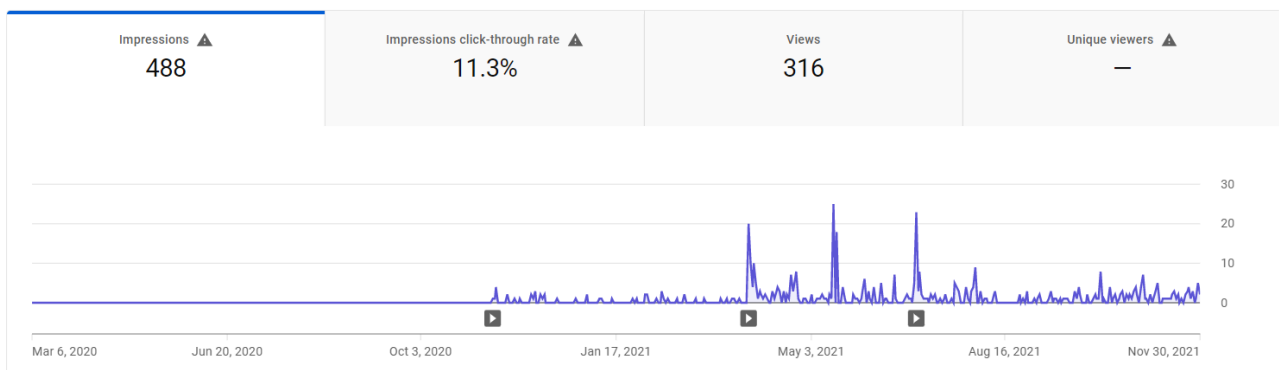 Impressions
488
Impressions click-through rate
11.3%
Views
316
Unique viewers
—
30
20
10
0
Mar 6, 2020 Jun 20, 2020 Oct 3, 2020 Jan 17, 2021 May 3, 2021 Aug 16, 2021 Nov 30, 2021